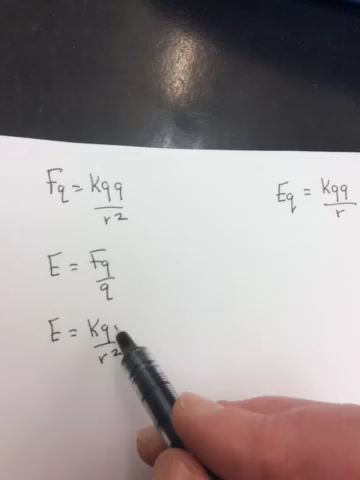 Fq = Kqq/r²
E = Fq/q
E = Kq/r²
Eq = Kqq/r